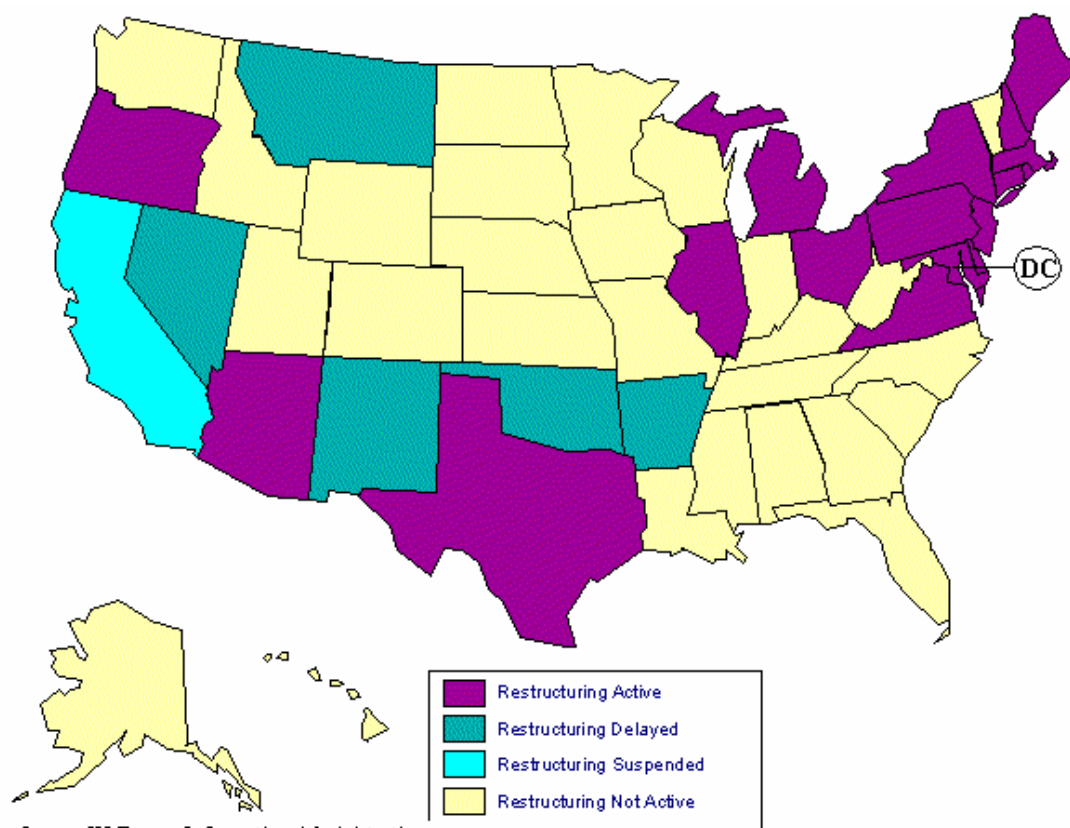 DC
Restructuring Active
Restructuring Delayed
Restructuring Suspended
Restructuring Not Active